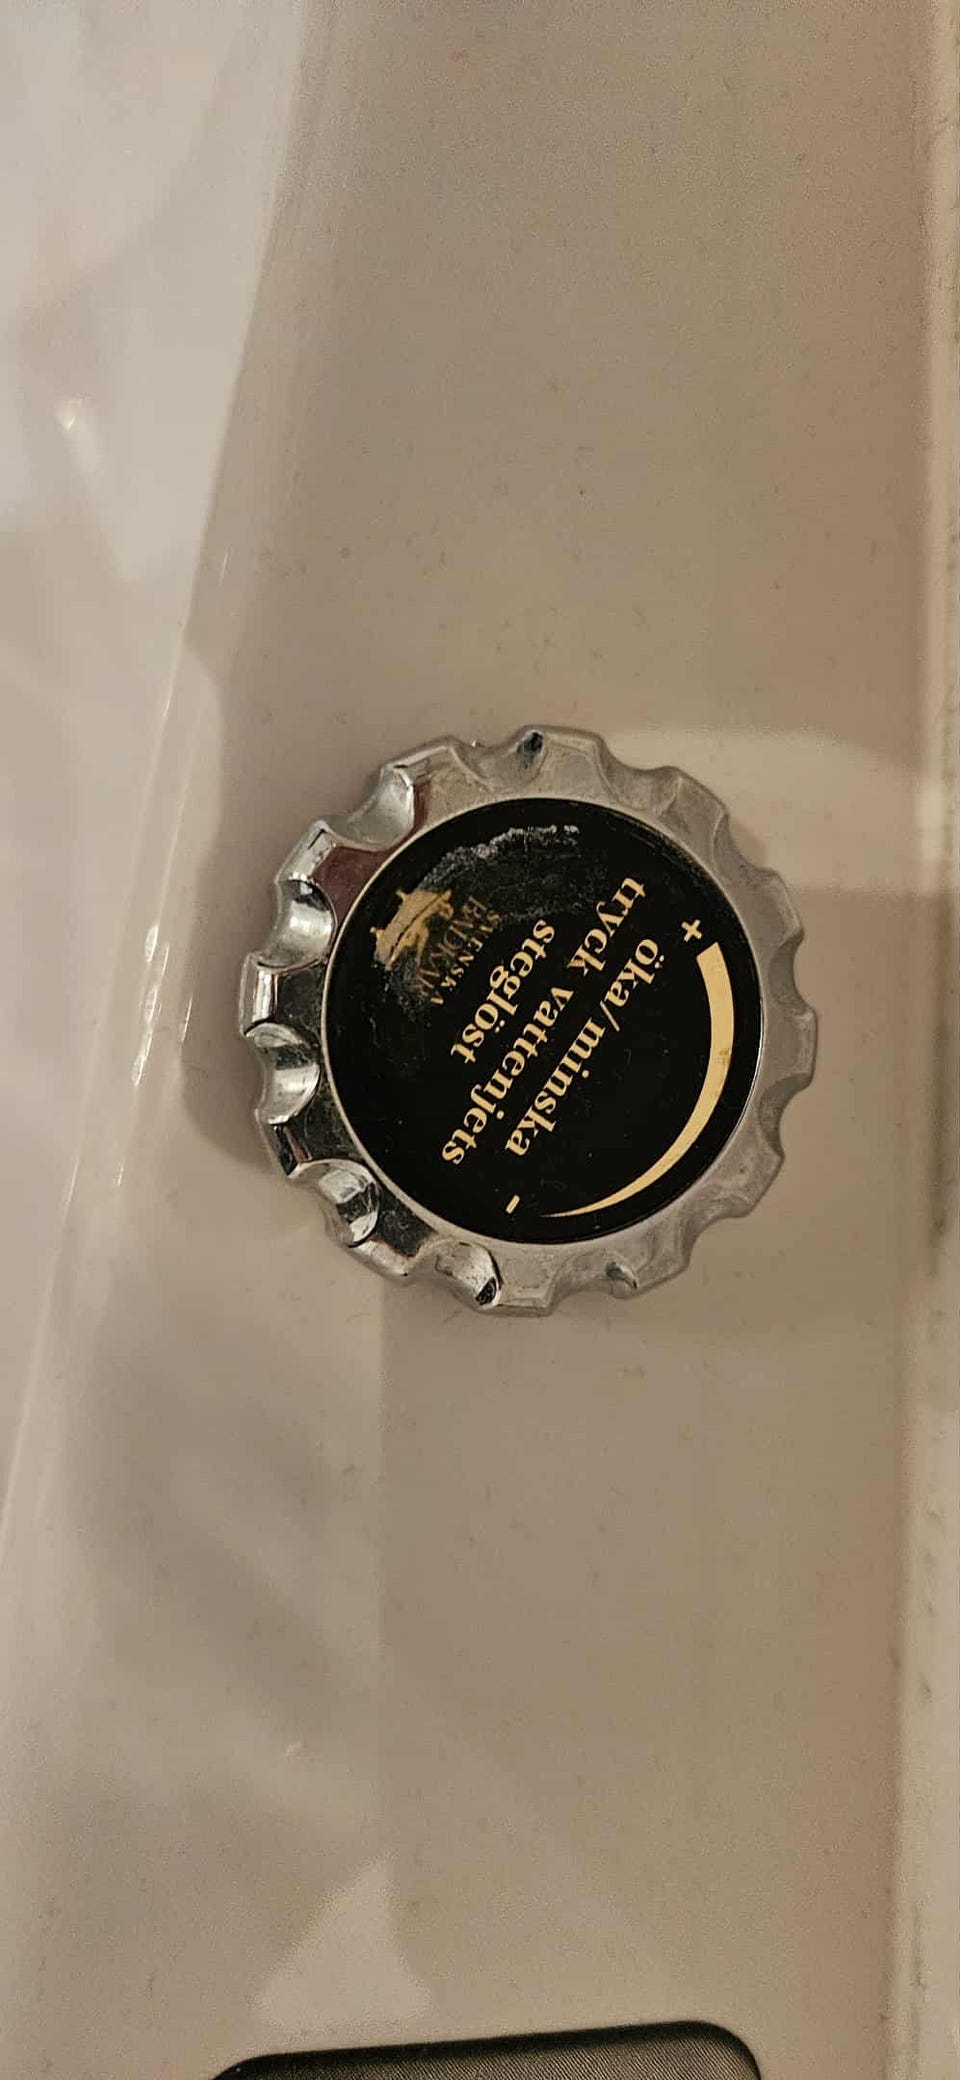 + -
öka/ minska
tryck vattenjets
steglöst
SVENSKA
BADKAR